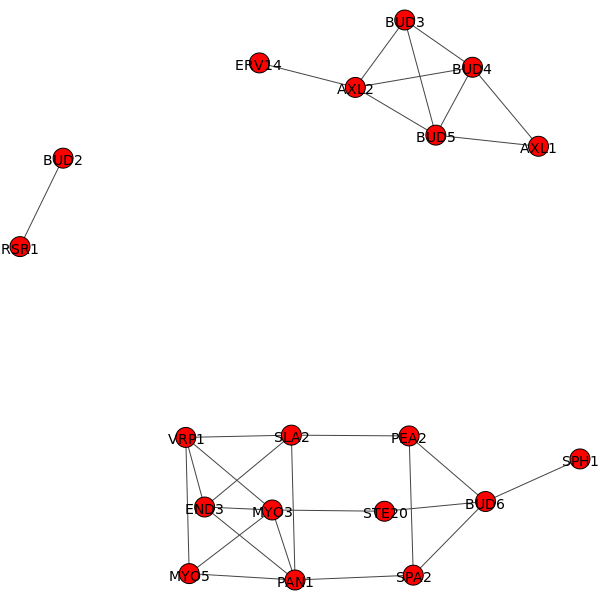 BUD3
ERV14
BUD4
AXL2
BUD5
AXL1
BUD2
RSR1
VRP1
SLA2
PEA2
SPH1
END3
MYO3
STE20
BUD6
MYO5
PAN1
SPA2